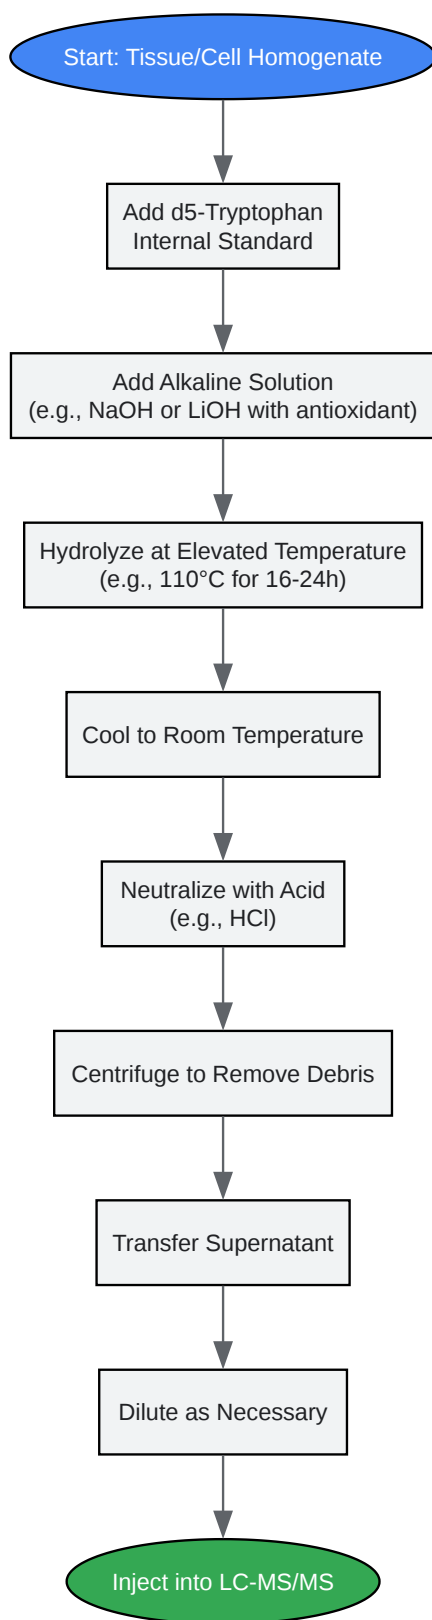 Start: Tissue/Cell Homogenate
Add d5-Tryptophan
Internal Standard
Add Alkaline Solution
(e.g., NaOH or LiOH with antioxidant)
Hydrolyze at Elevated Temperature
(e.g., 110°C for 16-24h)
Cool to Room Temperature
Neutralize with Acid
(e.g., HCl)
Centrifuge to Remove Debris
Transfer Supernatant
Dilute as Necessary
Inject into LC-MS/MS